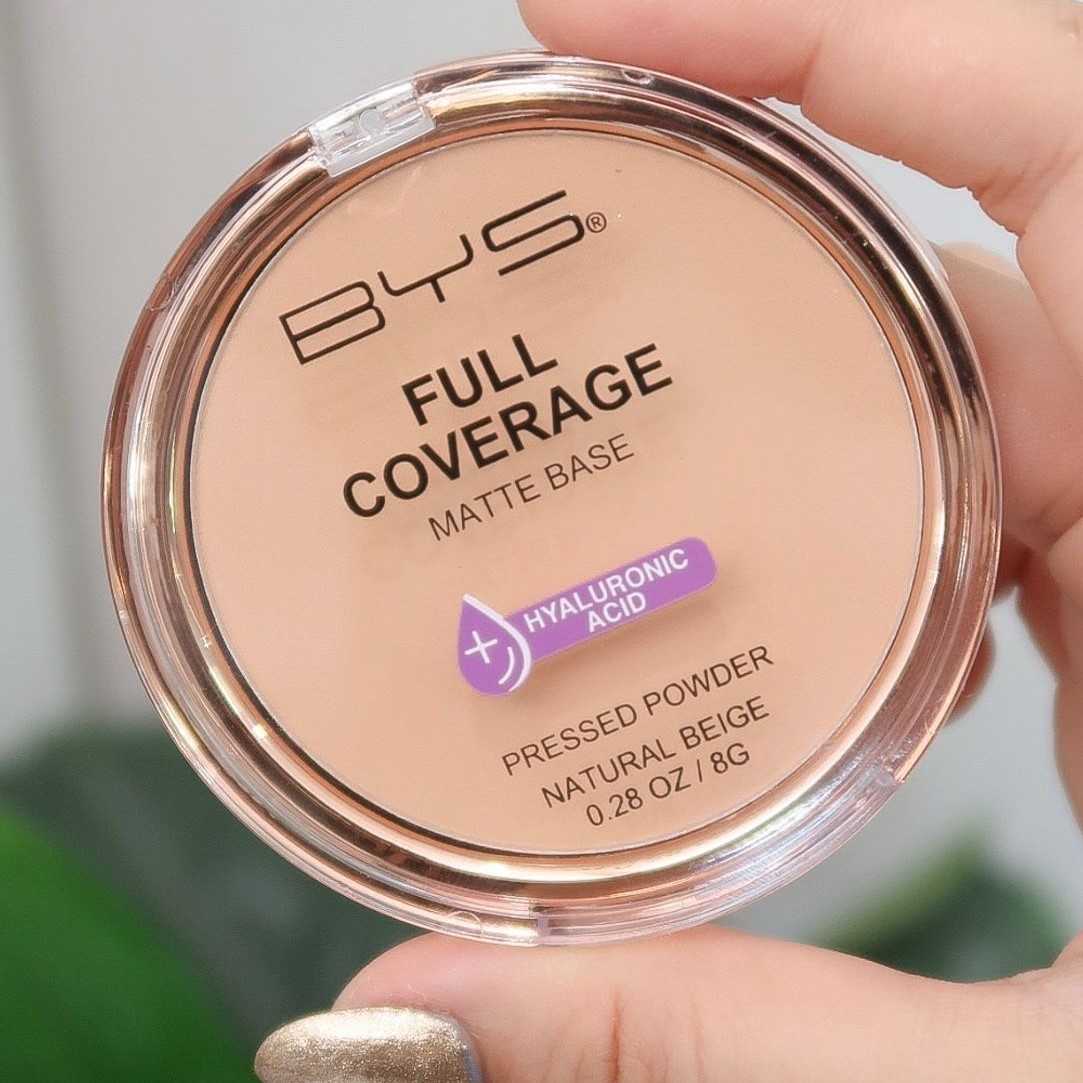 BYS®
FULL
COVERAGE
MATTE BASE
HYALURONIC
ACID
PRESSED POWDER
NATURAL BEIGE
0.28 OZ / 8G